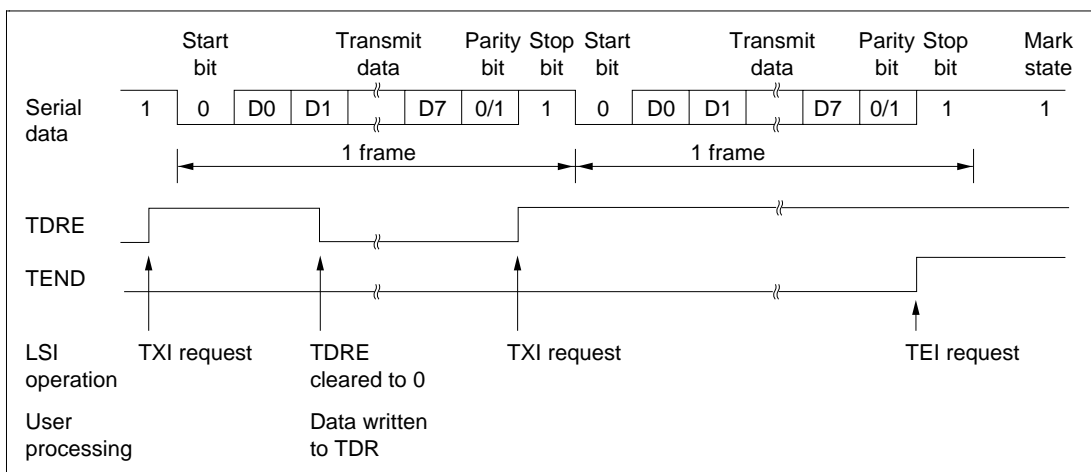 Start Transmit Parity Stop Start Transmit Parity Stop Mark
bit data bit bit bit data bit bit state
Serial data
1 0 D0 D1 D7 0/1 1 0 D0 D1 D7 0/1 1 1
1 frame 1 frame
TDRE
TEND
LSI operation
TXI request TDRE cleared to 0 TXI request TEI request
User processing
Data written to TDR